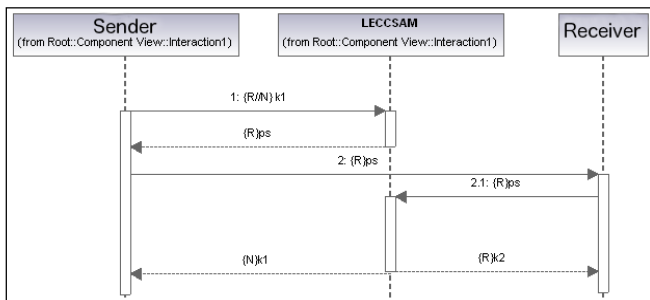 Sender
(from Root::Component View::Interaction1)
LECCSAM
(from Root::Component View::Interaction1)
Receiver
1: {R//N} k1
{R}ps
2: {R}ps
2.1: {R}ps
{N}k1
{R}k2